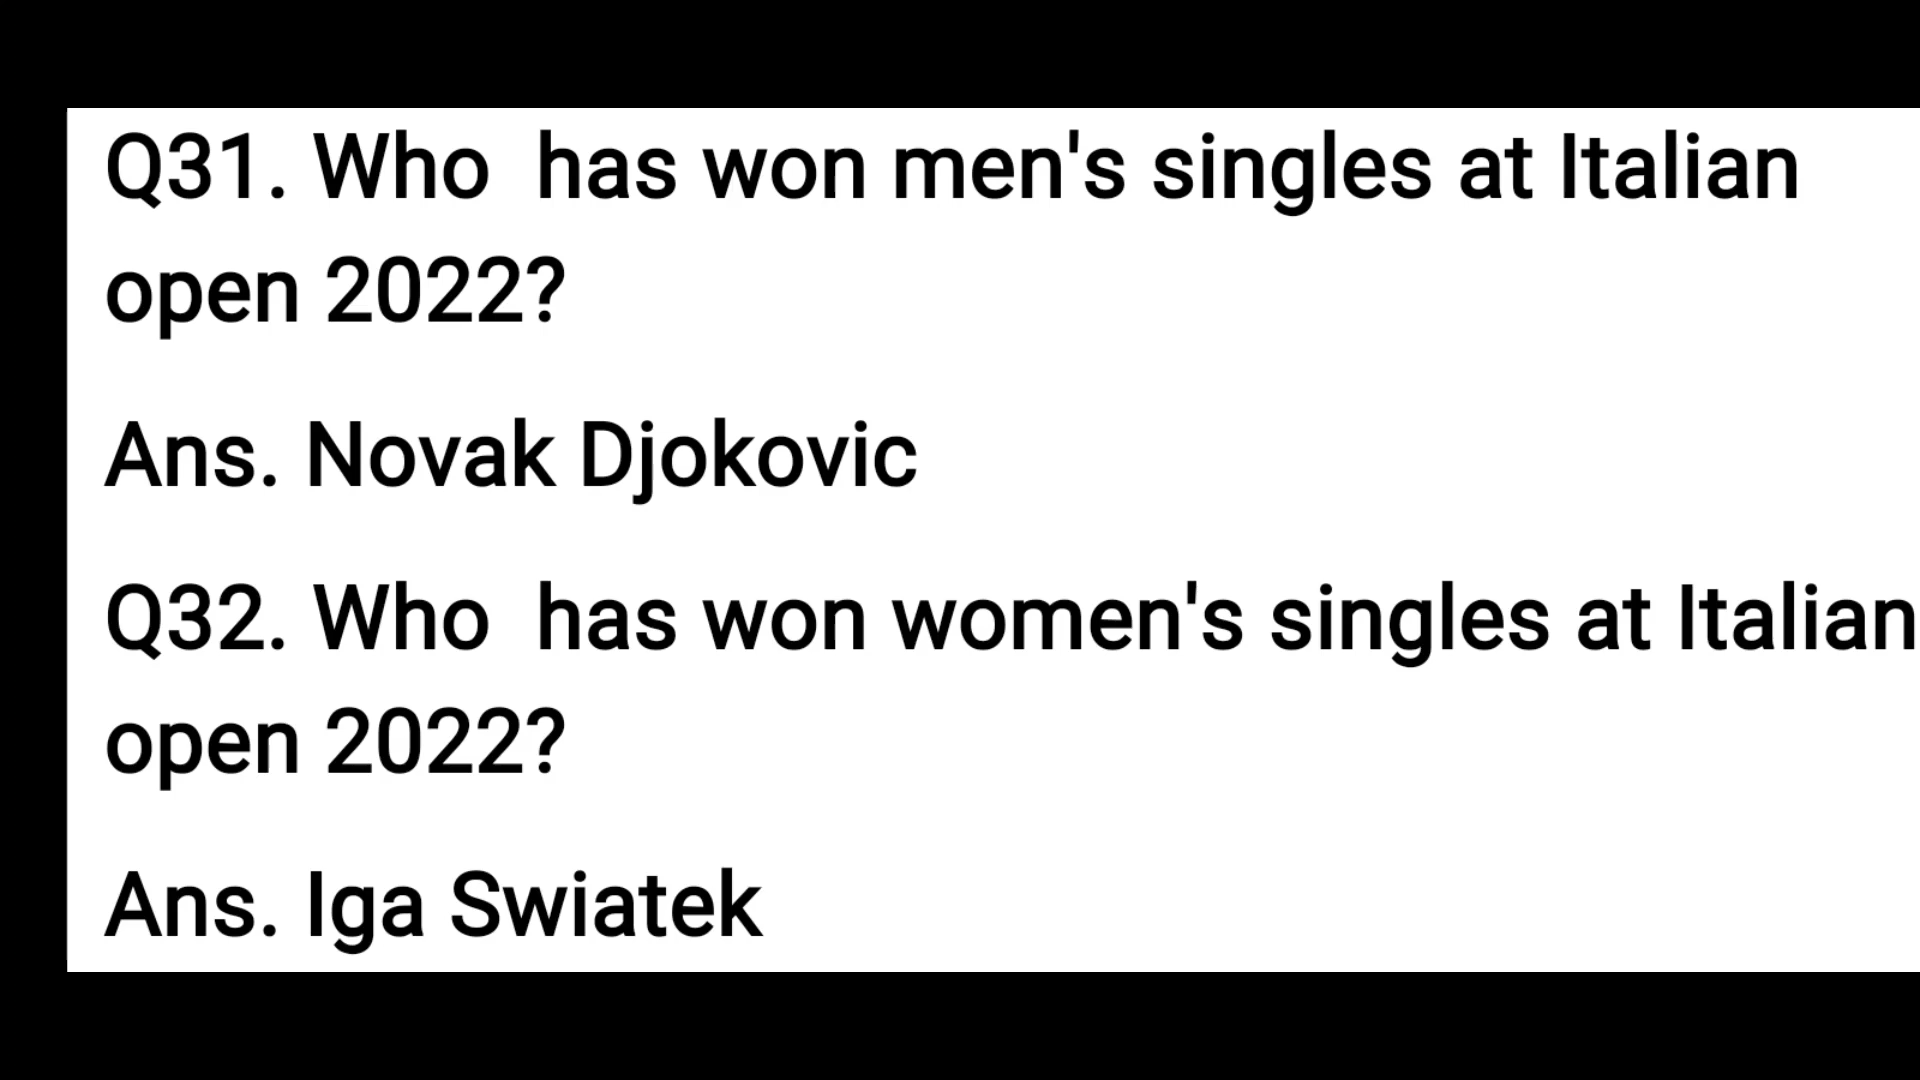 Q31. Who  has won men's singles at Italian
open 2022?
Ans. Novak Djokovic
Q32. Who  has won women's singles at Italian
open 2022?
Ans. Iga Swiatek